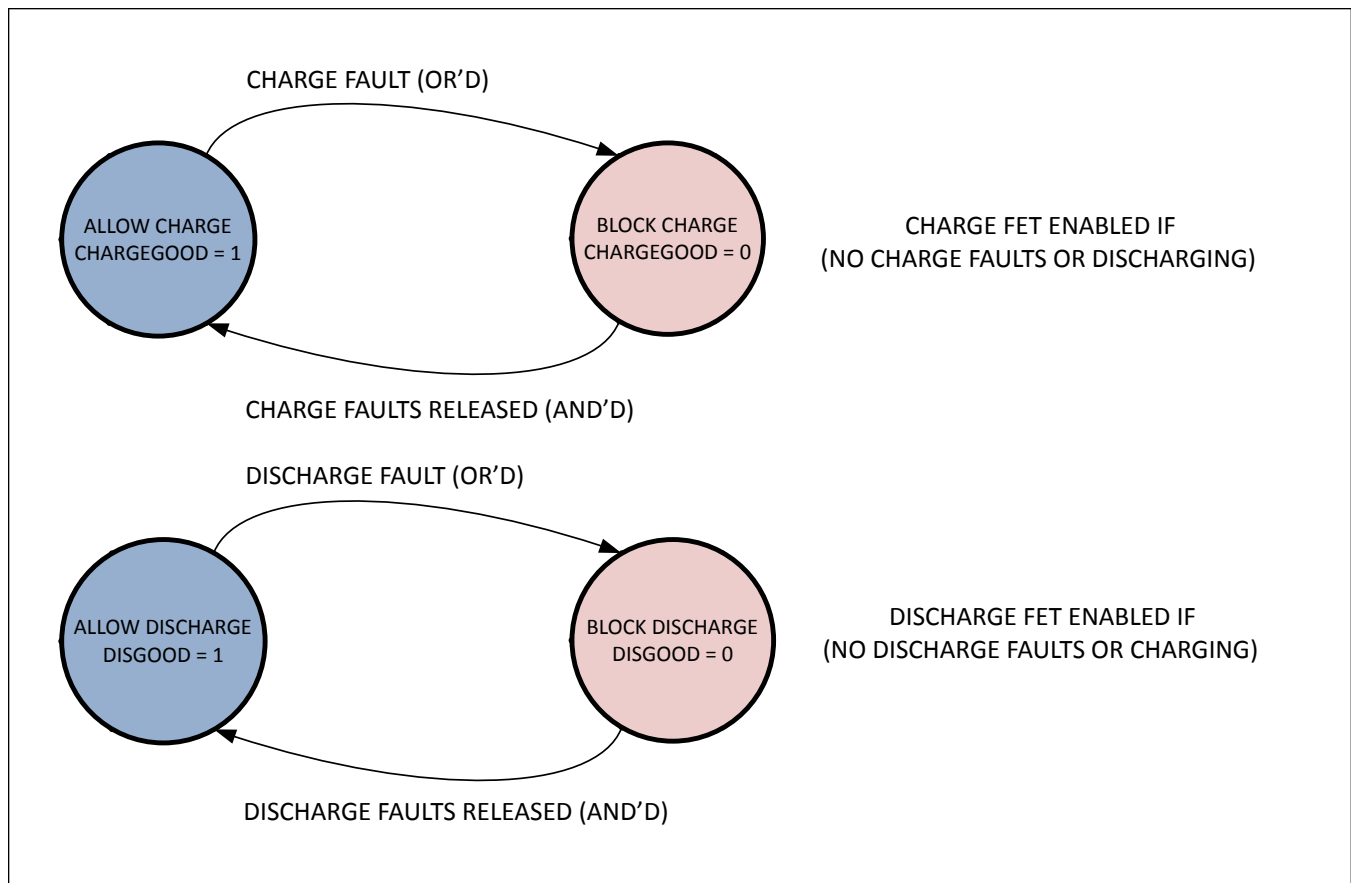 CHARGE FAULT (OR’D)
ALLOW CHARGE
CHARGEGOOD = 1
BLOCK CHARGE
CHARGEGOOD = 0
CHARGE FET ENABLED IF
(NO CHARGE FAULTS OR DISCHARGING)
CHARGE FAULTS RELEASED (AND’D)
DISCHARGE FAULT (OR’D)
ALLOW DISCHARGE
DISGOOD = 1
BLOCK DISCHARGE
DISGOOD = 0
DISCHARGE FET ENABLED IF
(NO DISCHARGE FAULTS OR CHARGING)
DISCHARGE FAULTS RELEASED (AND’D)